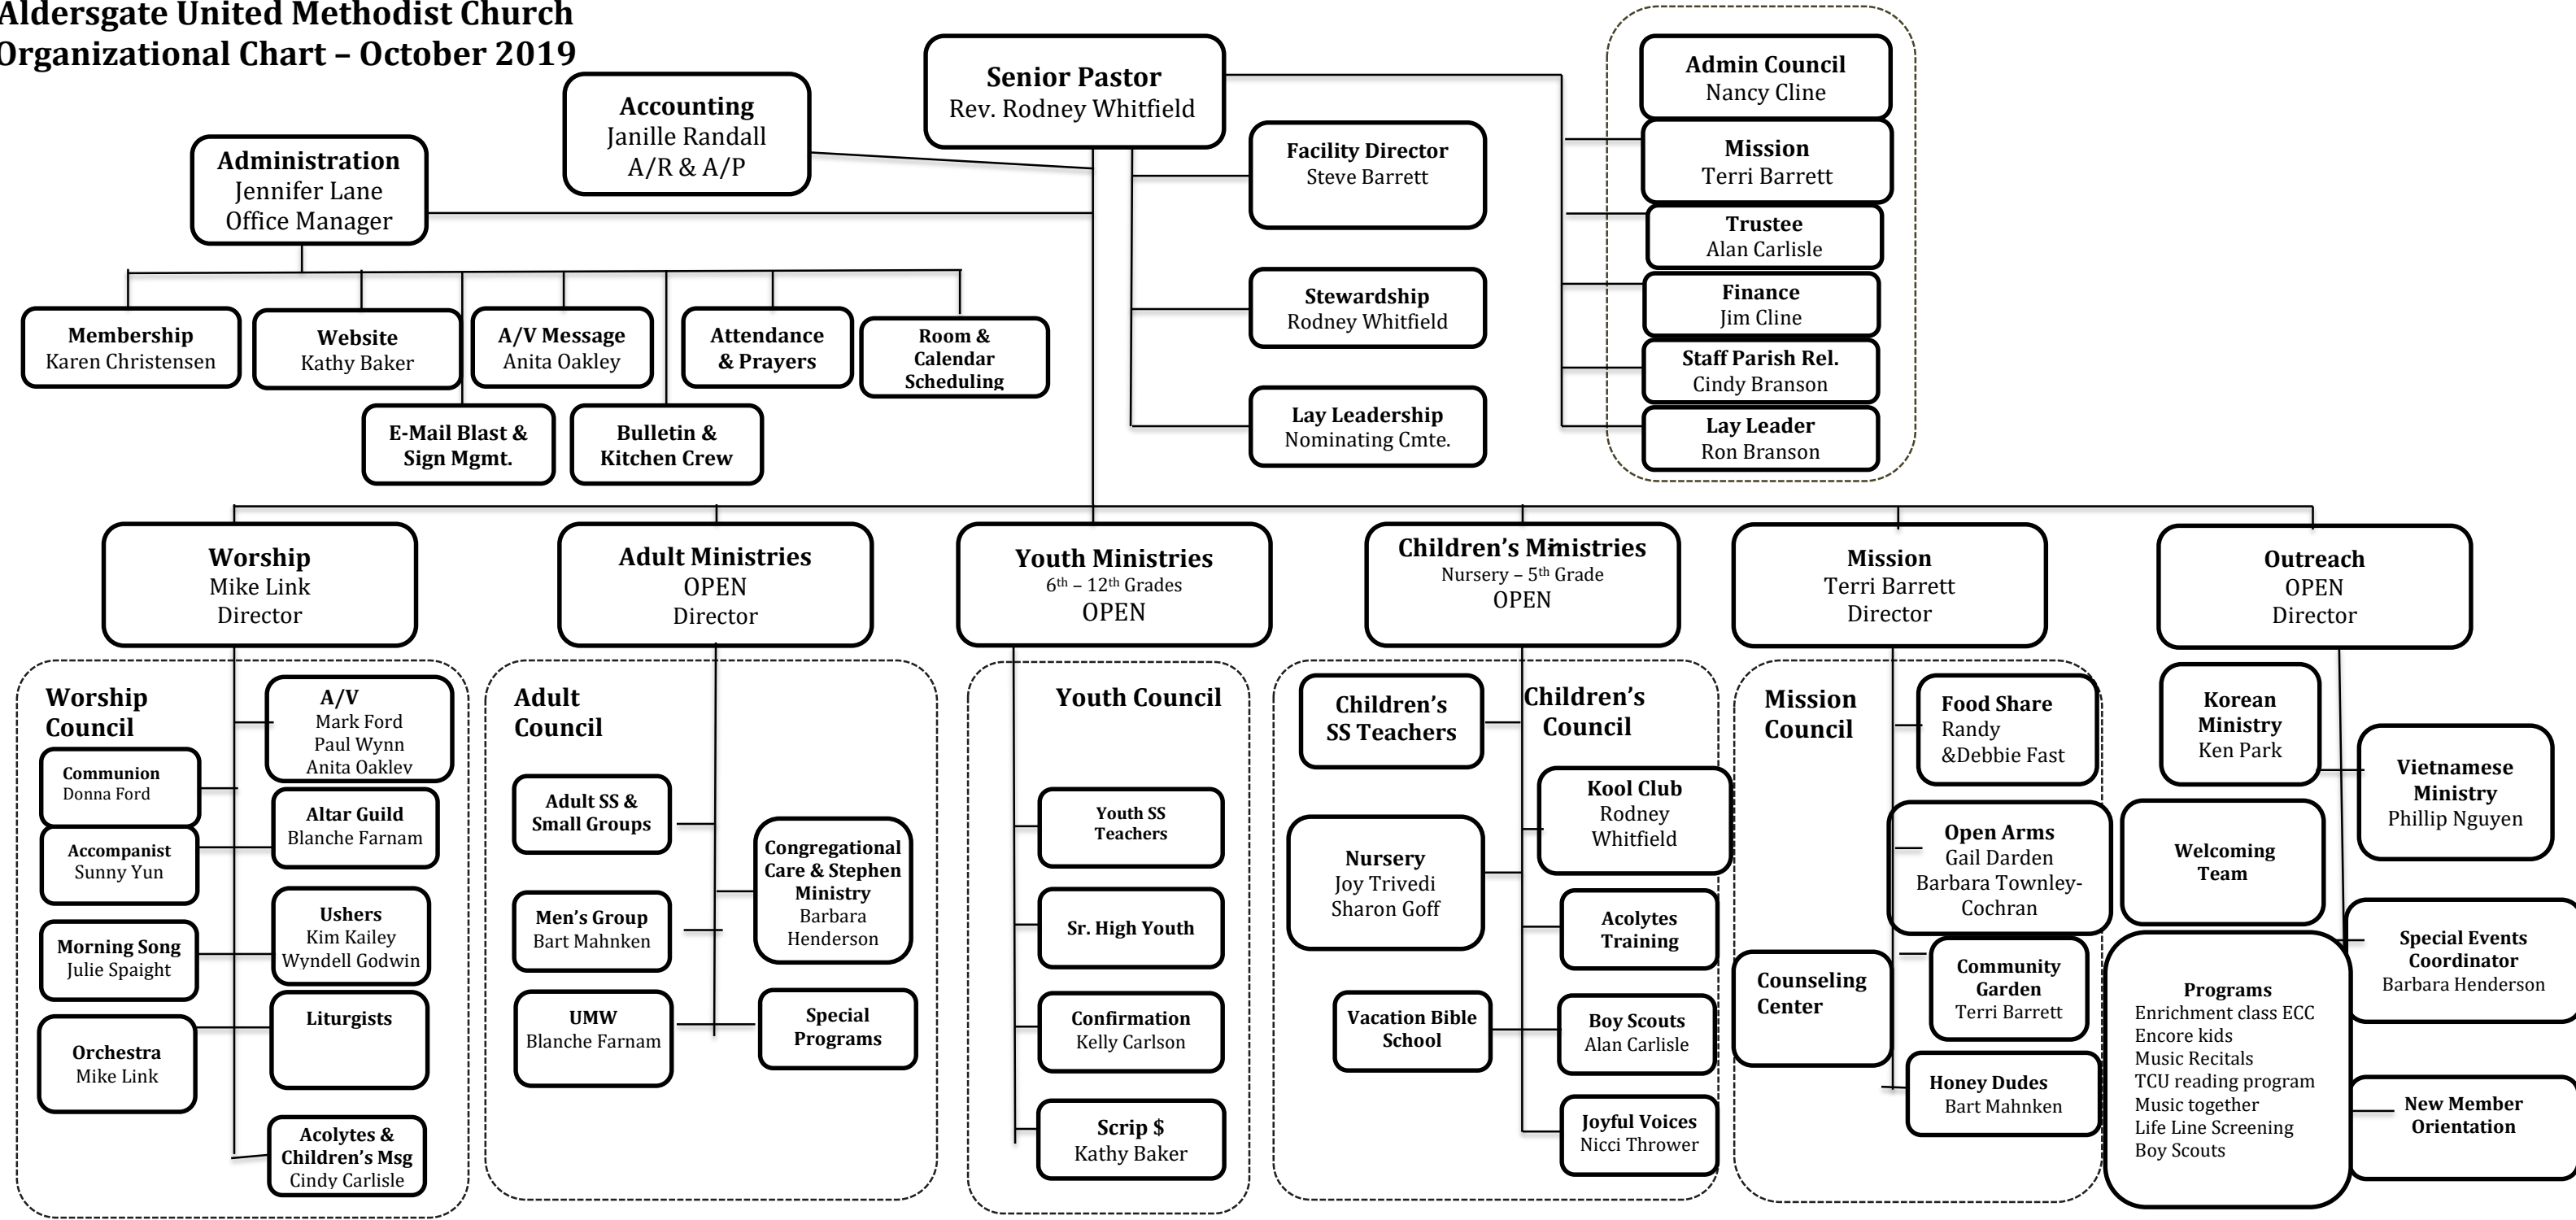 Aldersgate United Methodist Church
Organizational Chart – October 2019
Senior Pastor
Rev. Rodney Whitfield
Accounting
Janille Randall
A/R & A/P
Administration
Jennifer Lane
Office Manager
Facility Director
Steve Barrett
Stewardship
Rodney Whitfield
Lay Leadership
Nominating Cmte.
Admin Council
Nancy Cline
Mission
Terri Barrett
Trustee
Alan Carlisle
Finance
Jim Cline
Staff Parish Rel.
Cindy Branson
Lay Leader
Ron Branson
Membership
Karen Christensen
Website
Kathy Baker
A/V Message
Anita Oakley
Attendance
& Prayers
Room &
Calendar
Scheduling
E-Mail Blast &
Sign Mgmt.
Bulletin &
Kitchen Crew
Worship
Mike Link
Director
Adult Ministries
OPEN
Director
Youth Ministries
6th – 12th Grades
OPEN
Children's Ministries
Nursery – 5th Grade
OPEN
Mission
Terri Barrett
Director
Outreach
OPEN
Director
Worship
Council
A/V
Mark Ford
Paul Wynn
Anita Oakley
Communion
Donna Ford
Altar Guild
Blanche Farnam
Accompanist
Sunny Yun
Ushers
Kim Kailey
Wyndell Godwin
Morning Song
Julie Spaight
Liturgists
Orchestra
Mike Link
Acolytes &
Children's Msg
Cindy Carlisle
Adult
Council
Adult SS &
Small Groups
Congregational
Care & Stephen
Ministry
Barbara
Henderson
Men's Group
Bart Mahnken
UMW
Blanche Farnam
Special
Programs
Youth Council
Youth SS
Teachers
Sr. High Youth
Confirmation
Kelly Carlson
Scrip $
Kathy Baker
Children's
SS Teachers
Children's
Council
Kool Club
Rodney
Whitfield
Nursery
Joy Trivedi
Sharon Goff
Acolytes
Training
Vacation Bible
School
Boy Scouts
Alan Carlisle
Joyful Voices
Nicci Thrower
Mission
Council
Food Share
Randy
&Debbie Fast
Open Arms
Gail Darden
Barbara Townley-
Cochran
Counseling
Center
Community
Garden
Terri Barrett
Honey Dudes
Bart Mahnken
Korean
Ministry
Ken Park
Vietnamese
Ministry
Phillip Nguyen
Welcoming
Team
Special Events
Coordinator
Barbara Henderson
Programs
Enrichment class ECC
Encore kids
Music Recitals
TCU reading program
Music together
Life Line Screening
Boy Scouts
New Member
Orientation